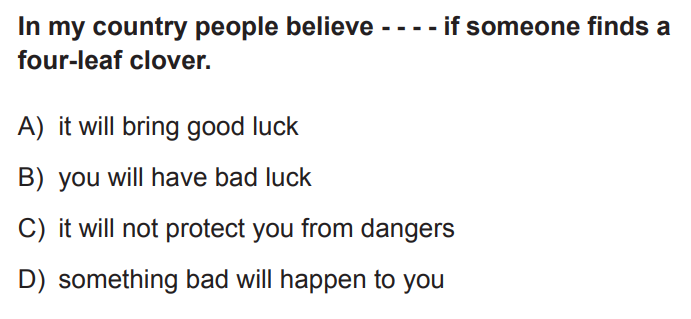 In my country people believe - - - - if someone finds a
four-leaf clover.
A) it will bring good luck
B) you will have bad luck
C) it will not protect you from dangers
D) something bad will happen to you